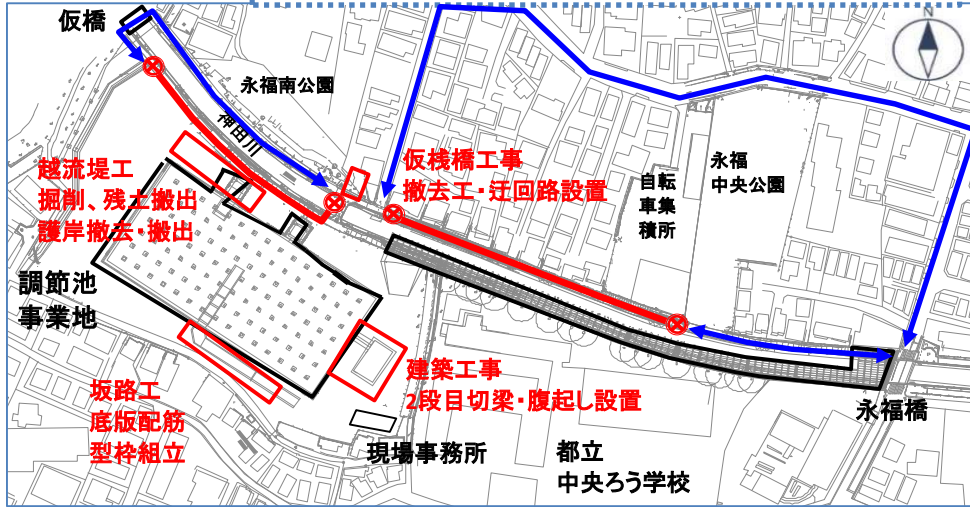 仮橋
N
永福南公園
神田川
越流堤工
掘削、残土搬出
護岸撤去・搬出
仮桟橋工事
撤去工・迂回路設置
自転
車集
積所
永福
中央公園
調節池
事業地
坂路工
底版配筋
型枠組立
建築工事
2段目切梁・腹起し設置
現場事務所
都立
中央ろう学校
永福橋